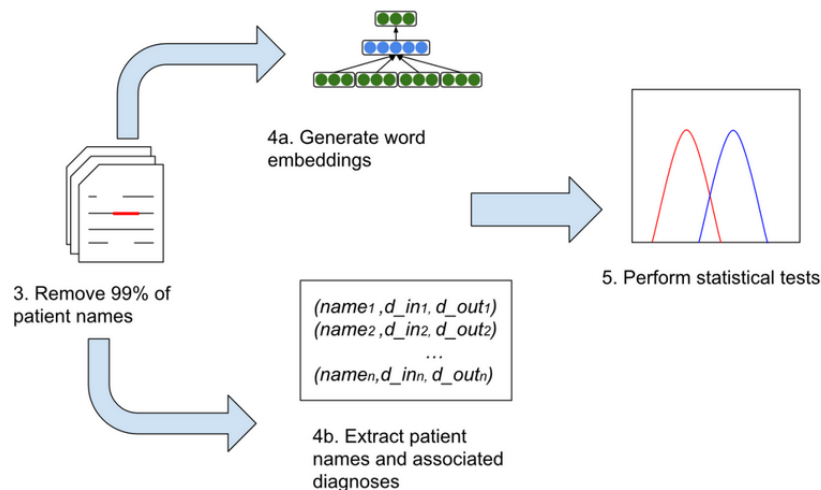 4a. Generate word
embeddings
3. Remove 99% of
patient names
(name1 ,d_in1, d_out1)
(name2 ,d_in2, d_out2)
...
(namen,d_inn, d_outn)
4b. Extract patient
names and associated
diagnoses
5. Perform statistical tests